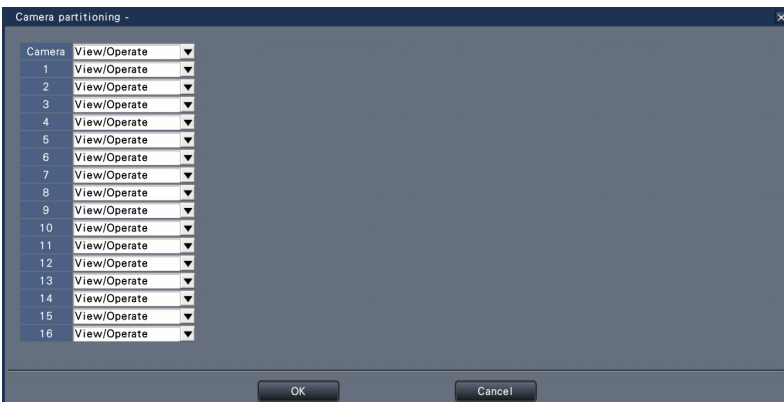 Camera partitioning -
Camera View/Operate
1 View/Operate
2 View/Operate
3 View/Operate
4 View/Operate
5 View/Operate
6 View/Operate
7 View/Operate
8 View/Operate
9 View/Operate
10 View/Operate
11 View/Operate
12 View/Operate
13 View/Operate
14 View/Operate
15 View/Operate
16 View/Operate
OK Cancel